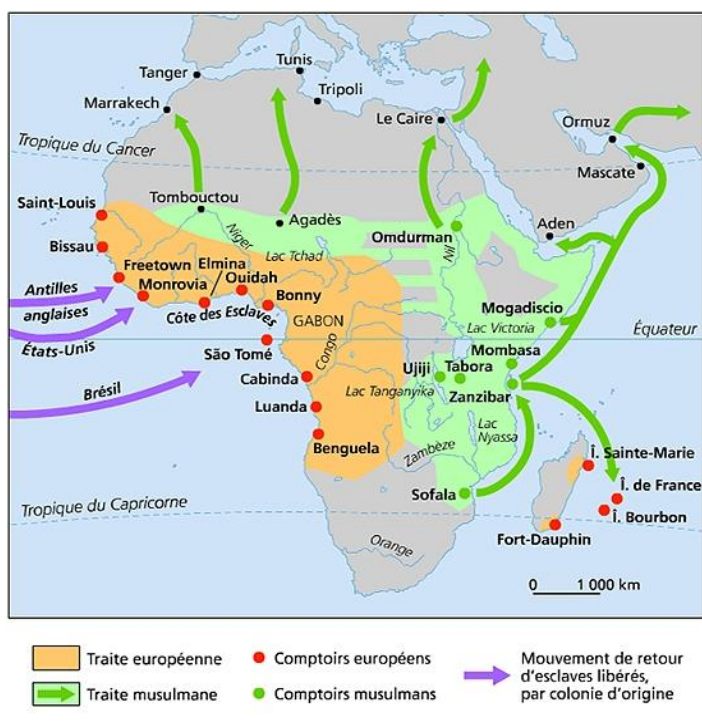 Tunis
Tanger
Tripoli
Marrakech
Le Caire
Ormuz
Tropique du Cancer
Mascate
Tombouctou
Saint-Louis
Agadès
Aden
Omdurman
Niger
Nil
Bissau
Lac Tchad
Freetown
Elmina
Antilles
anglaises
Monrovia
Ouidah
Bonny
Mogadiscio
Côte des Esclaves
GABON
Lac Victoria
Équateur
États-Unis
São Tomé
Congo
Mombasa
Ujiji
Tabora
Brésil
Cabinda
Lac Tanganyika
Zanzibar
Luanda
Lac
Nyassa
Benguela
Zambèze
Î. Sainte-Marie
Sofala
Î. de France
Î. Bourbon
Tropique du Capricorne
Fort-Dauphin
Orange
0 1 000 km
Traite européenne
Comptoirs européens
Mouvement de retour
d'esclaves libérés,
par colonie d'origine
Traite musulmane
Comptoirs musulmans